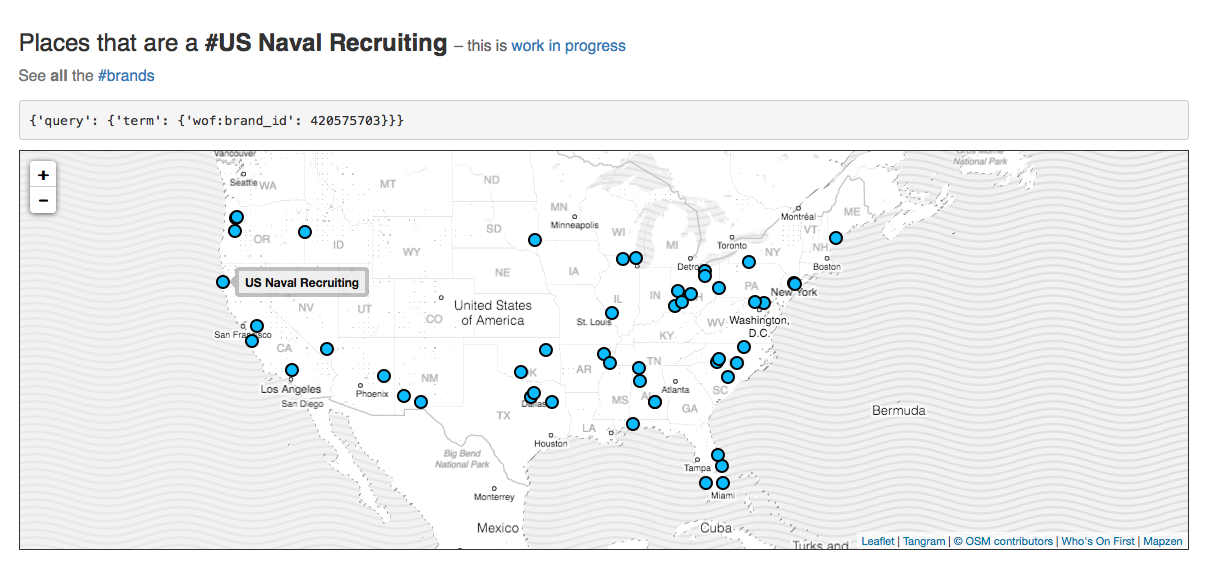 Places that are a #US Naval Recruiting – this is work in progress
See all the #brands
{'query': {'term': {'wof:brand_id': 420575703}}}
+
−
Vancouver
National Park
Seattle
WA
MT
ND
MN
Minneapolis
Montréal
ME
OR
ID
SD
WI
MI
Toronto
VT
NH
NY
WY
Boston
US Naval Recruiting
NE
IA
IL
IN
PA
New York
NV
UT
CO
United States
of America
St. Louis
WV
Washington,
D.C.
San Francisco
CA
KY
TN
AR
Los Angeles
San Diego
Phoenix
NM
MS
Atlanta
SC
GA
Dallas
TX
LA
Houston
Bermuda
Big Bend
National Park
Tampa
Miami
Monterrey
Mexico
Cuba
Turks and
Leaflet | Tangram | © OSM contributors | Who's On First | Mapzen